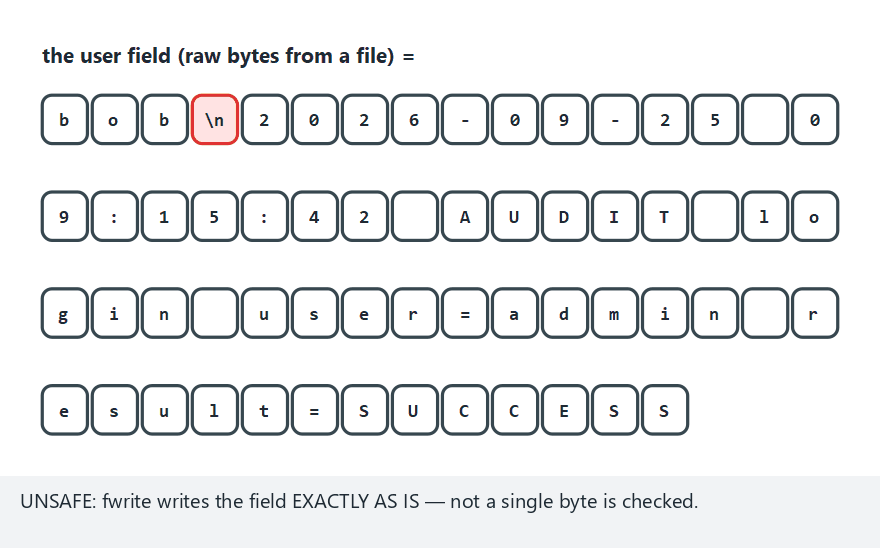 the user field (raw bytes from a file) =
b o b \n 2 0 2 6 - 0 9 - 2 5 0
9 : 1 5 : 4 2 A U D I T l o
g i n u s e r = a d m i n r
e s u l t = S U C C E S S
UNSAFE: fwrite writes the field EXACTLY AS IS — not a single byte is checked.